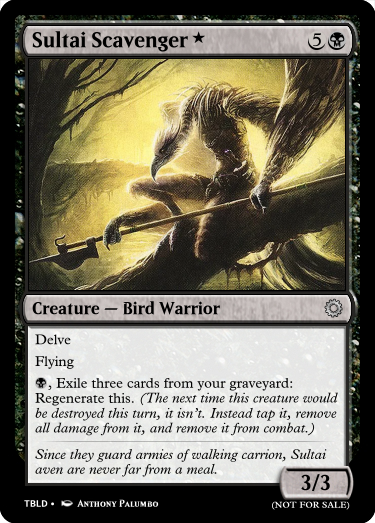 Sultai Scavenger★ 5
Creature — Bird Warrior
Delve
Flying
, Exile three cards from your graveyard:
Regenerate this. (The next time this creature would
be destroyed this turn, it isn't. Instead tap it, remove
all damage from it, and remove it from combat.)
Since they guard armies of walking carrion, Sultai
aven are never far from a meal.
3/3
TBLD • Anthony Palumbo
(NOT FOR SALE)